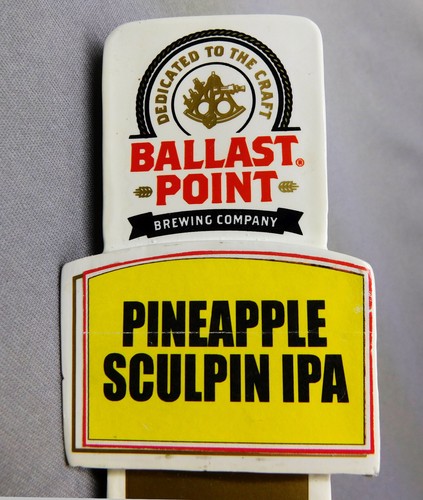 DEDICATED TO THE CRAFT
BALLAST
POINT
BREWING COMPANY
PINEAPPLE
SCULPIN IPA